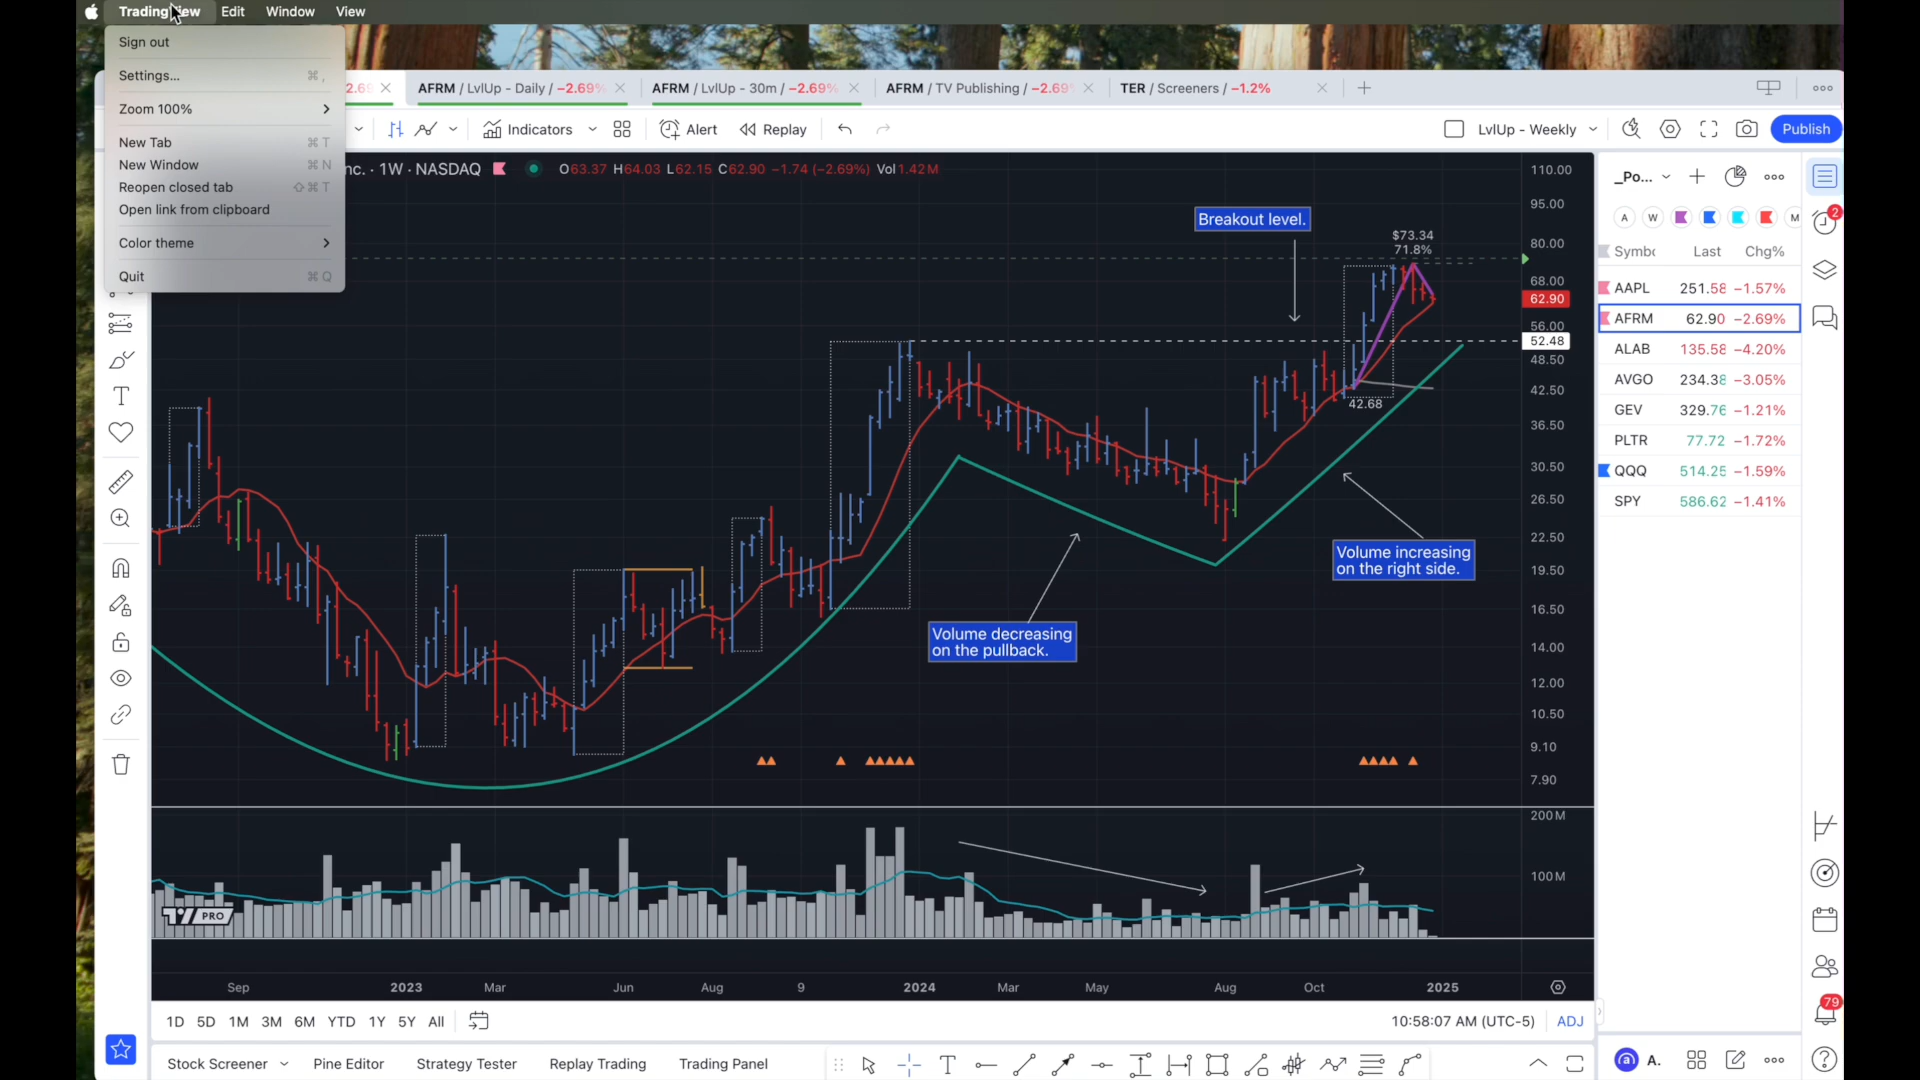 TradingView Edit Window View
Sign out
Settings... ⌘ ,
Zoom 100%
New Tab ⌘ T
New Window ⌘ N
Reopen closed tab ⇧ ⌘ T
Open link from clipboard
Color theme
Quit ⌘ Q
AFRM / LvlUp - Daily / −2.69%
AFRM / LvlUp - 30m / −2.69%
AFRM / TV Publishing / −2.69
TER / Screeners / −1.2%
Indicators
Alert
Replay
LvlUp - Weekly
Publish
nc. · 1W · NASDAQ O63.37 H64.03 L62.15 C62.90 −1.74 (−2.69%) Vol1.42M
Breakout level.
$73.34
71.8%
42.68
Volume increasing
on the right side.
Volume decreasing
on the pullback.
110.00
95.00
80.00
68.00
62.90
56.00
52.48
48.50
42.50
36.50
30.50
26.50
22.50
19.50
16.50
14.00
12.00
10.50
9.10
7.90
200M
100M
PRO
Sep 2023 Mar Jun Aug 9 2024 Mar May Aug Oct 2025
1D 5D 1M 3M 6M YTD 1Y 5Y All
10:58:07 AM (UTC-5) ADJ
Stock Screener Pine Editor Strategy Tester Replay Trading Trading Panel
_Po...
A W M
Last Chg%
AAPL 251.58 −1.57%
AFRM 62.90 −2.69%
ALAB 135.58 −4.20%
AVGO 234.38 −3.05%
GEV 329.76 −1.21%
PLTR 77.72 −1.72%
QQQ 514.25 −1.59%
SPY 586.62 −1.41%
2
79
a A.